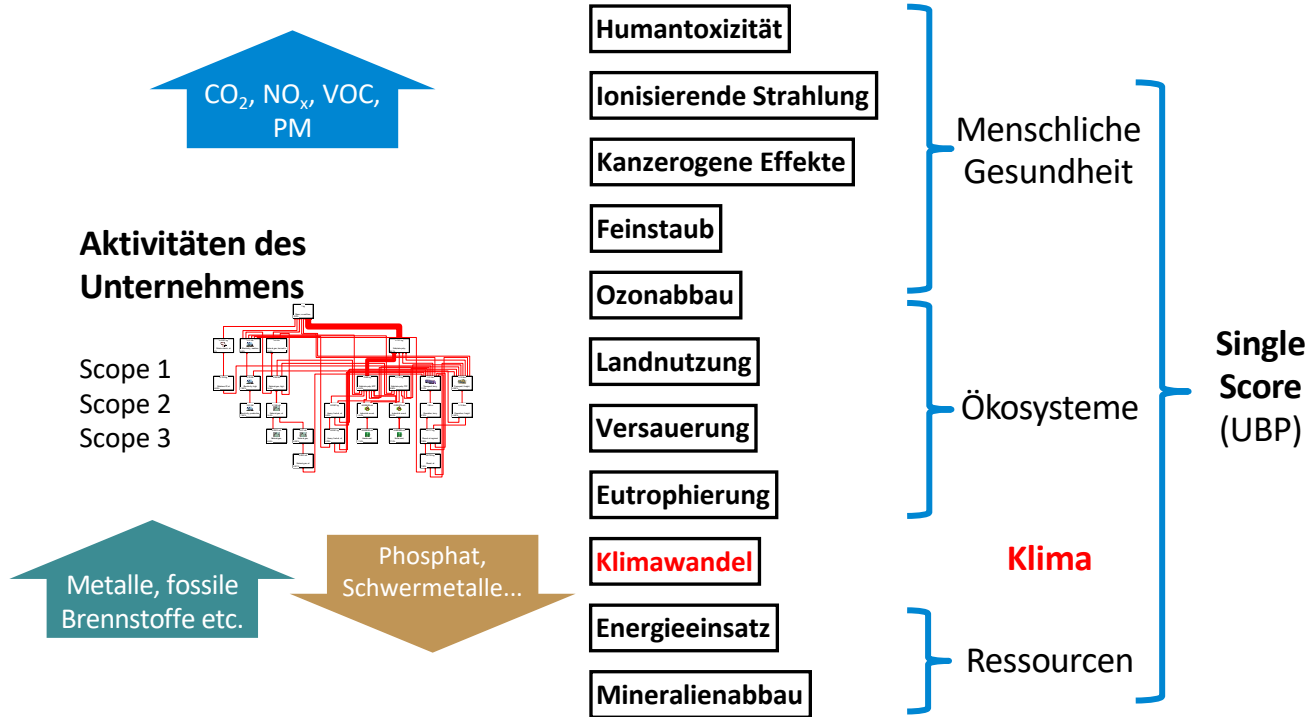 CO₂, NOₓ, VOC,
PM
Aktivitäten des
Unternehmens
Scope 1
Scope 2
Scope 3
Metalle, fossile
Brennstoffe etc.
Phosphat,
Schwermetalle...
Humantoxizität
Ionisierende Strahlung
Kanzerogene Effekte
Feinstaub
Ozonabbau
Landnutzung
Versauerung
Eutrophierung
Klimawandel
Energieeinsatz
Mineralienabbau
Menschliche
Gesundheit
Ökosysteme
Klima
Ressourcen
Single
Score
(UBP)